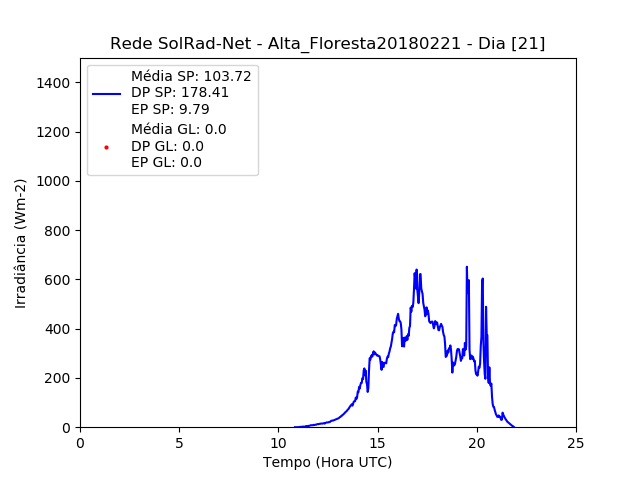 Rede SolRad-Net - Alta_Floresta20180221 - Dia [21]
Média SP: 103.72
DP SP: 178.41
EP SP: 9.79
Média GL: 0.0
DP GL: 0.0
EP GL: 0.0
1400
1200
1000
800
600
400
200
0
Irradiância (Wm-2)
0 5 10 15 20 25
Tempo (Hora UTC)